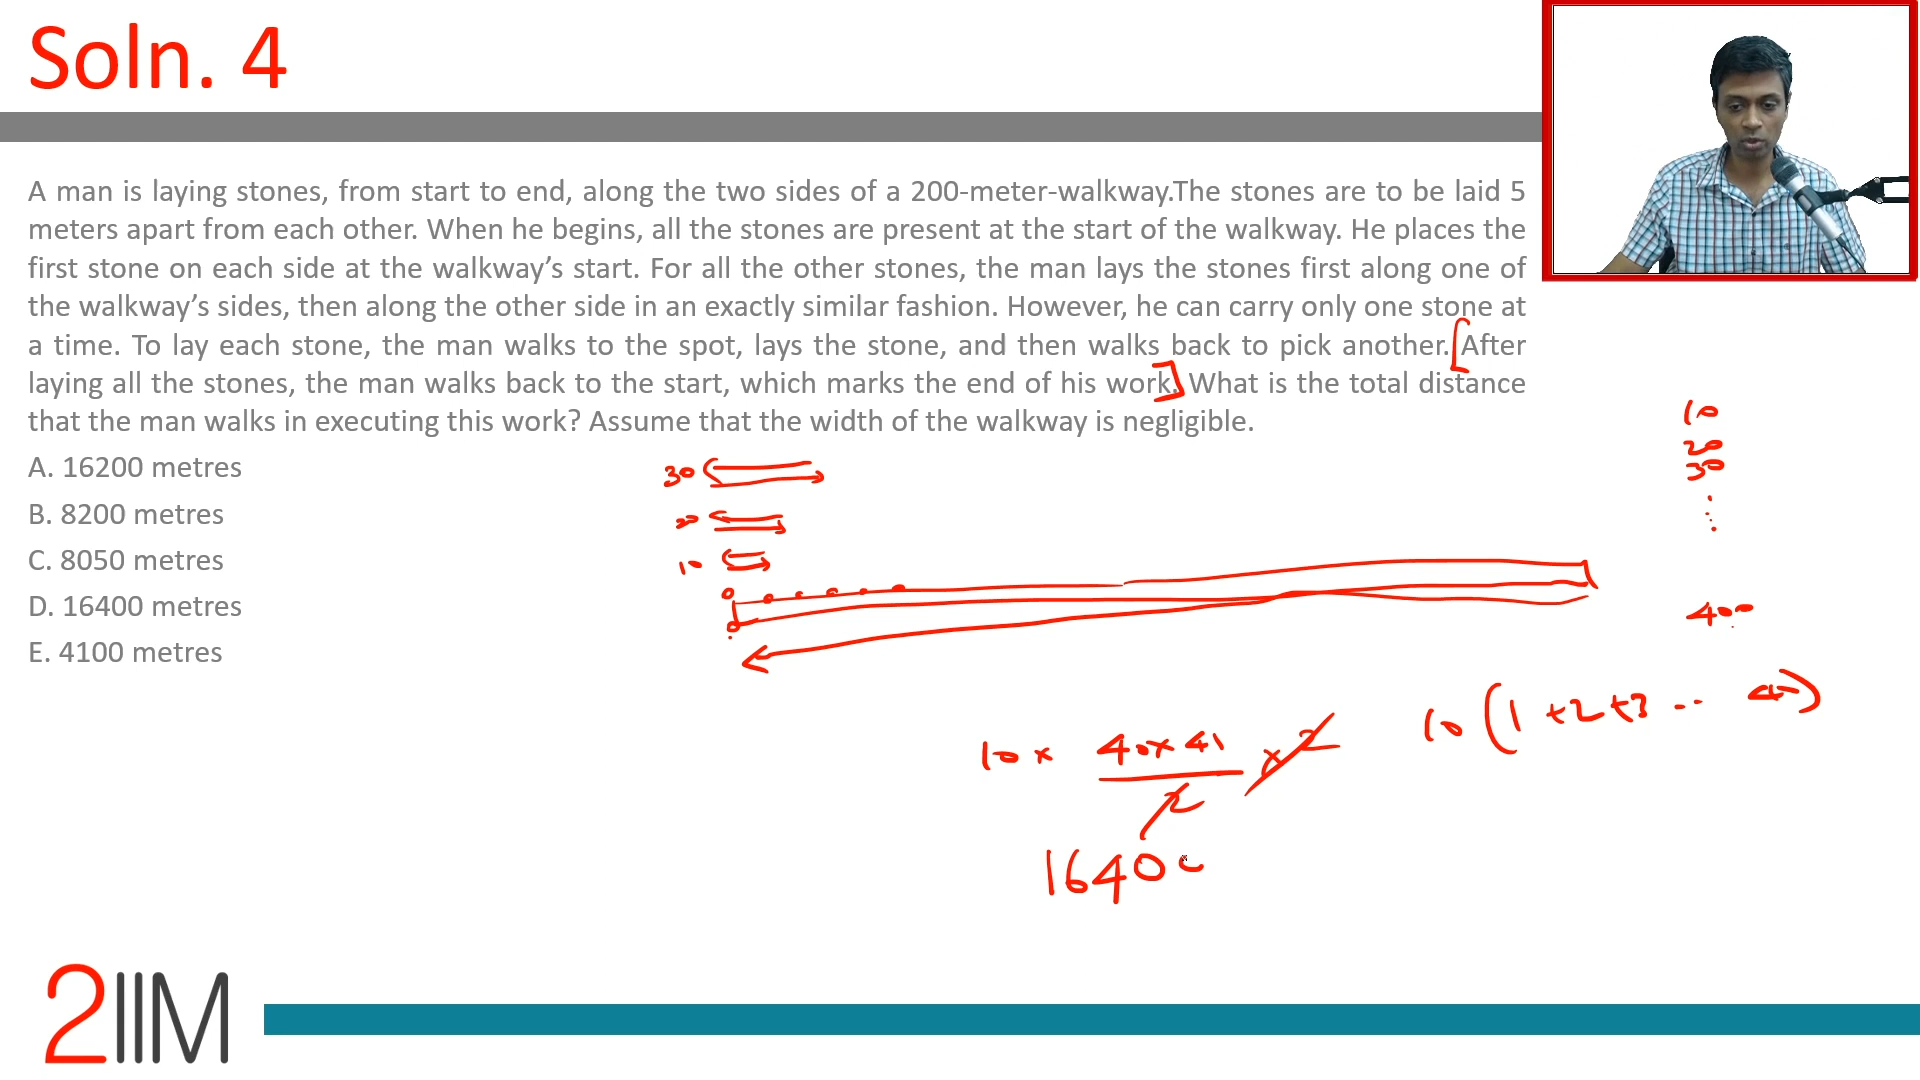 Soln. 4
A man is laying stones, from start to end, along the two sides of a 200-meter-walkway.The stones are to be laid 5
meters apart from each other. When he begins, all the stones are present at the start of the walkway. He places the
first stone on each side at the walkway’s start. For all the other stones, the man lays the stones first along one of
the walkway’s sides, then along the other side in an exactly similar fashion. However, he can carry only one stone at
a time. To lay each stone, the man walks to the spot, lays the stone, and then walks back to pick another. [After
laying all the stones, the man walks back to the start, which marks the end of his work.] What is the total distance
that the man walks in executing this work? Assume that the width of the walkway is negligible.
A. 16200 metres
B. 8200 metres
C. 8050 metres
D. 16400 metres
E. 4100 metres
30
20
10
10
20
30
400
10 (1 + 2 + 3 ... 40)
10 × 40 × 41 × 2
2
16400
2IIM